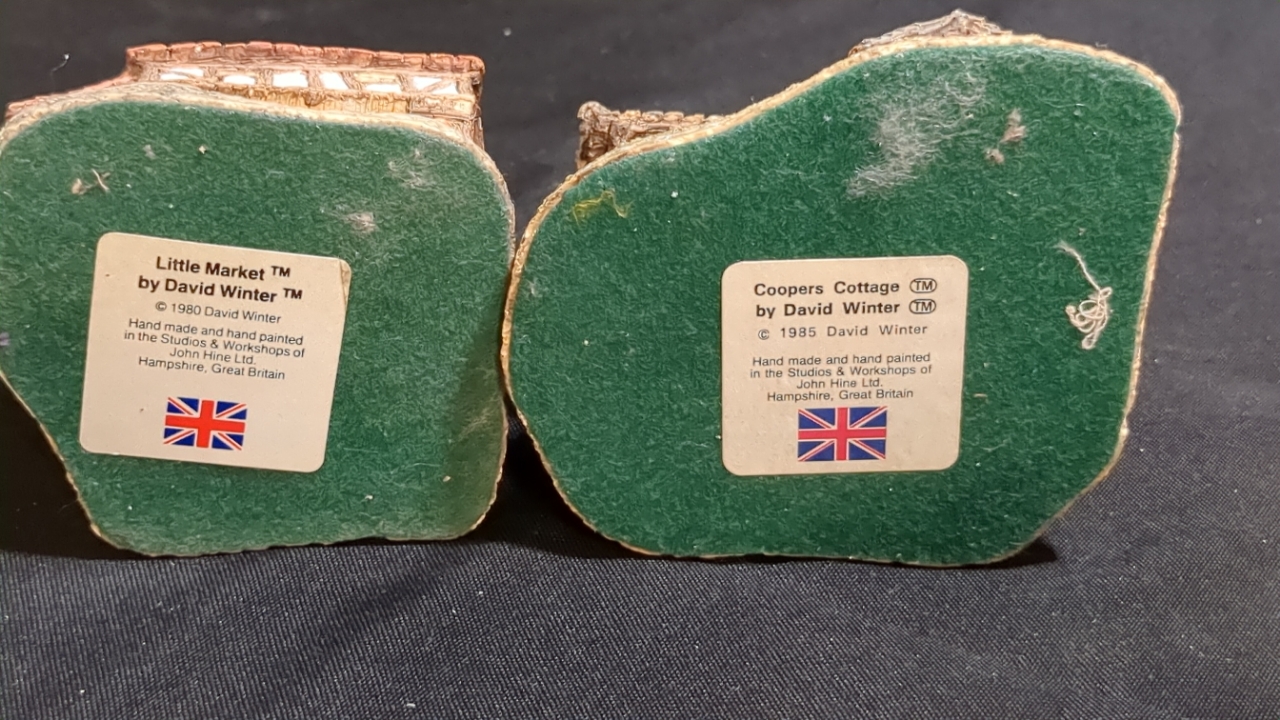 Little Market ™
by David Winter ™
© 1980 David Winter
Hand made and hand painted
in the Studios & Workshops of
John Hine Ltd.
Hampshire, Great Britain
Coopers Cottage ™
by David Winter ™
© 1985 David Winter
Hand made and hand painted
in the Studios & Workshops of
John Hine Ltd.
Hampshire, Great Britain